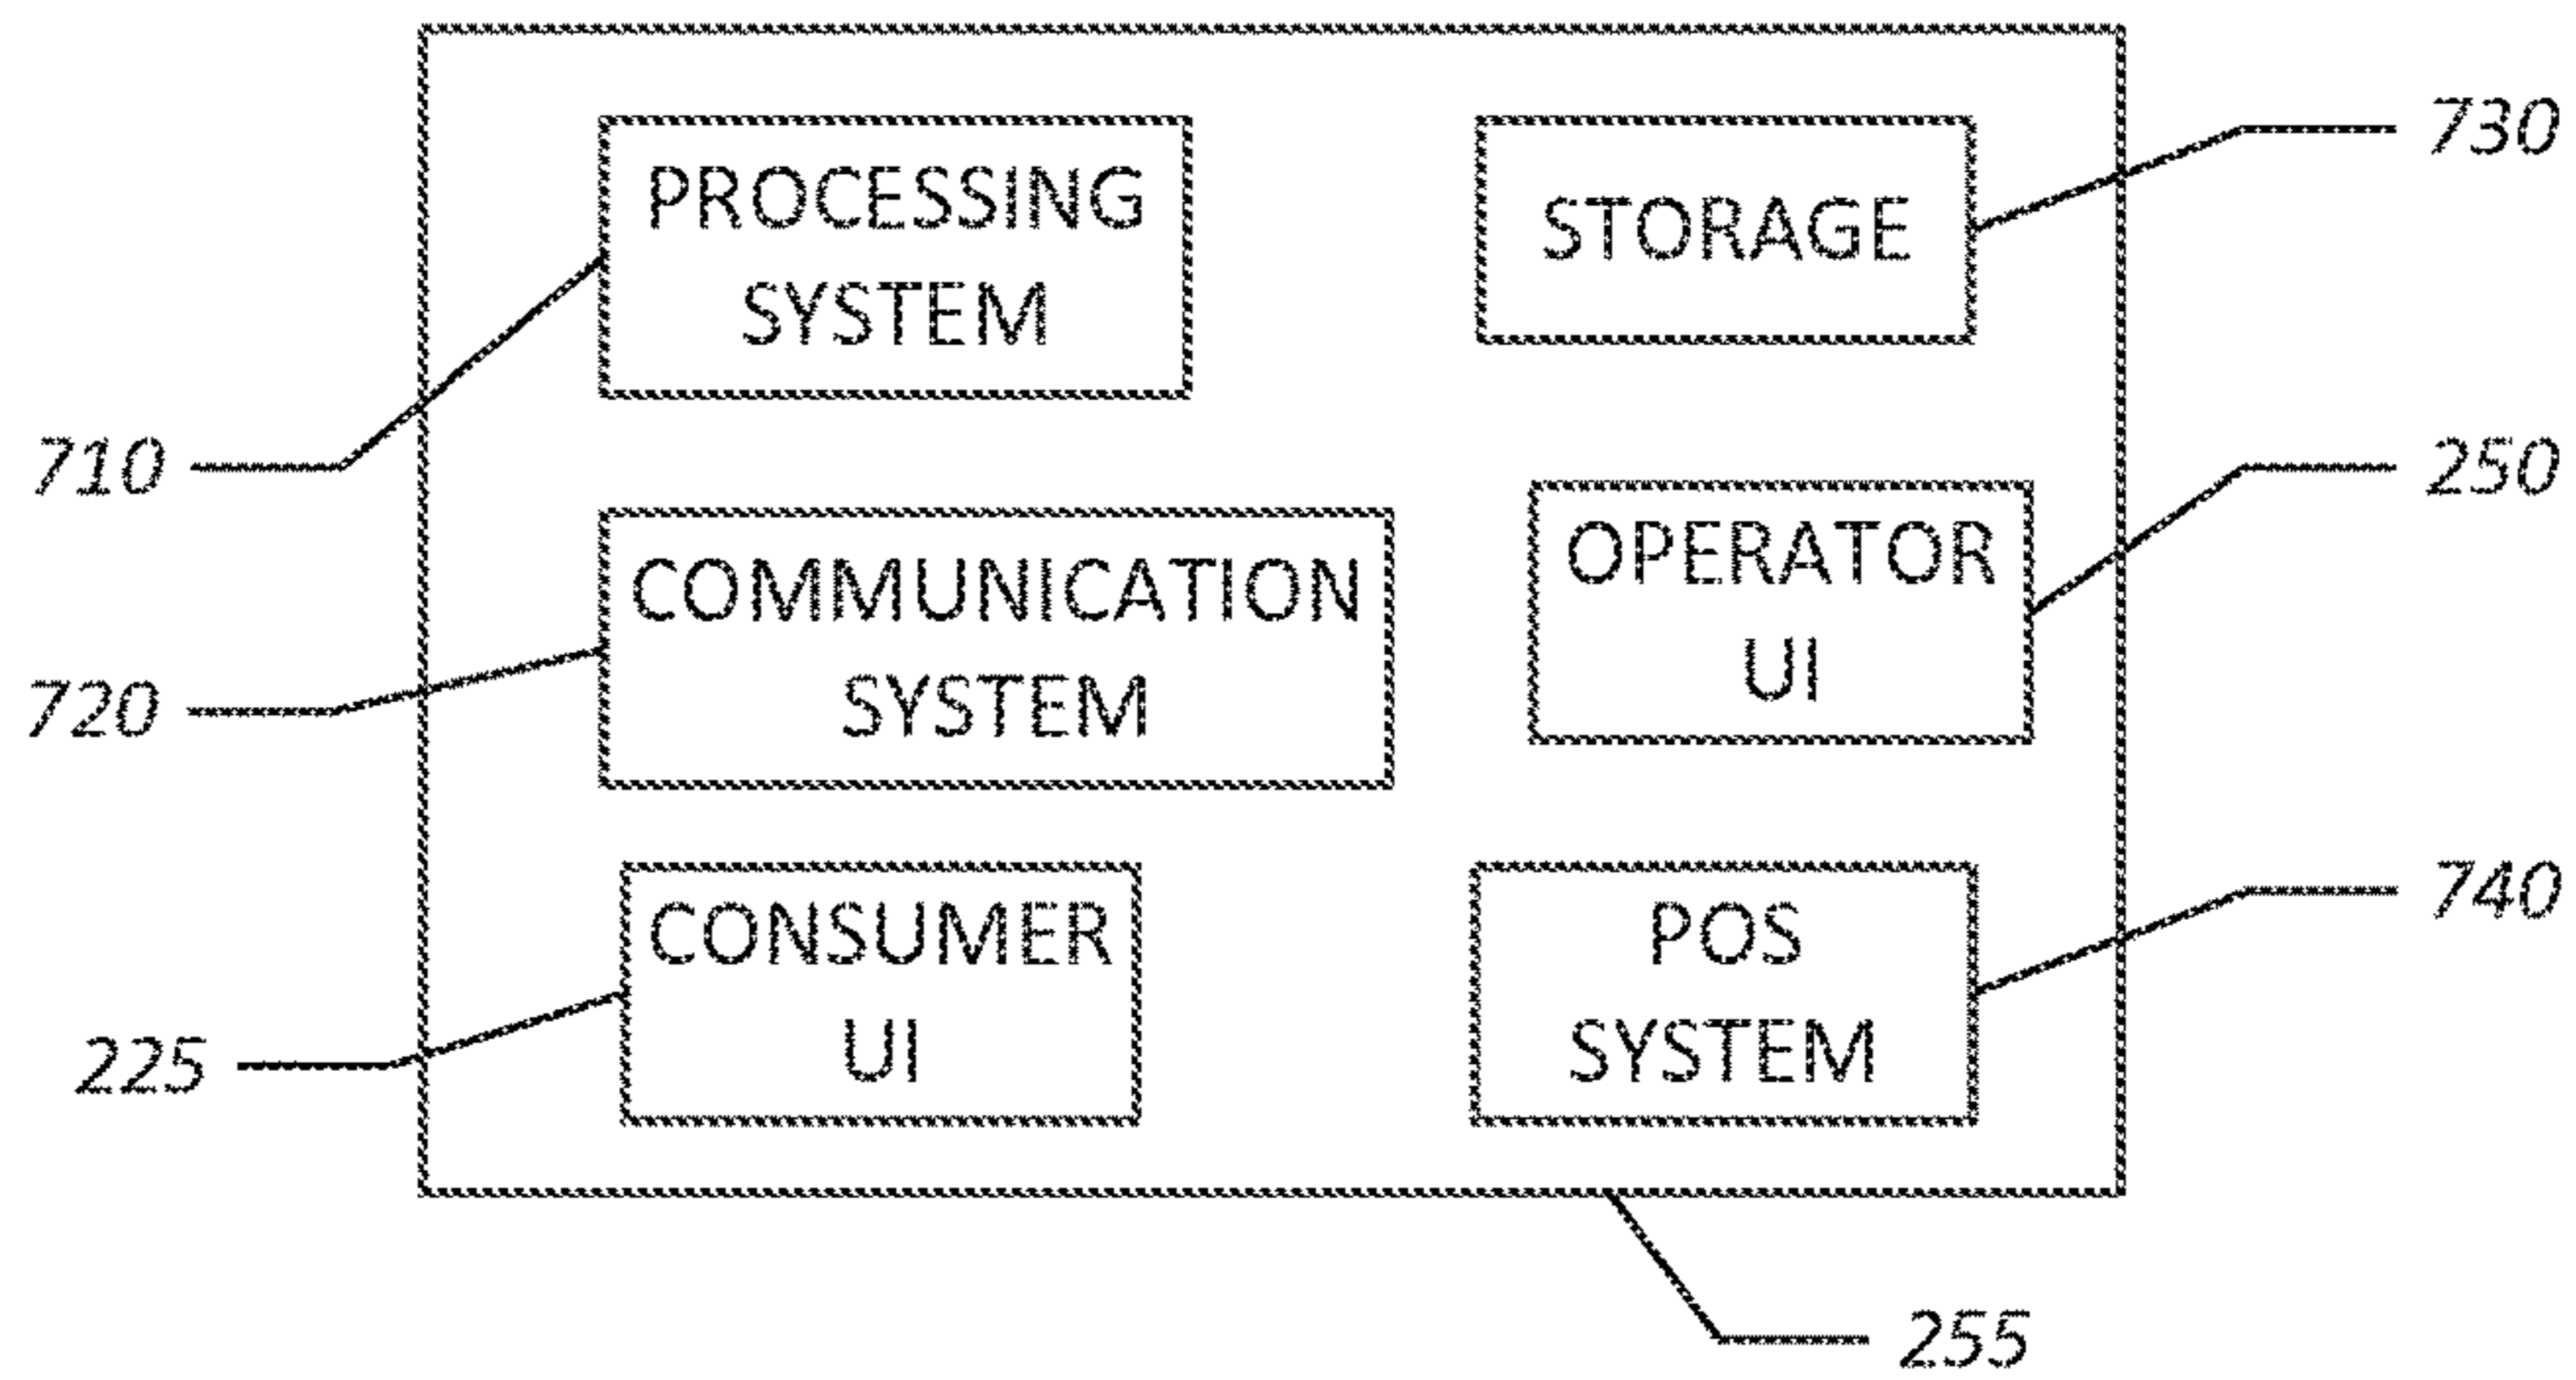 PROCESSING
SYSTEM
710
STORAGE
730
COMMUNICATION
SYSTEM
720
OPERATOR
UI
250
CONSUMER
UI
225
POS
SYSTEM
740
255